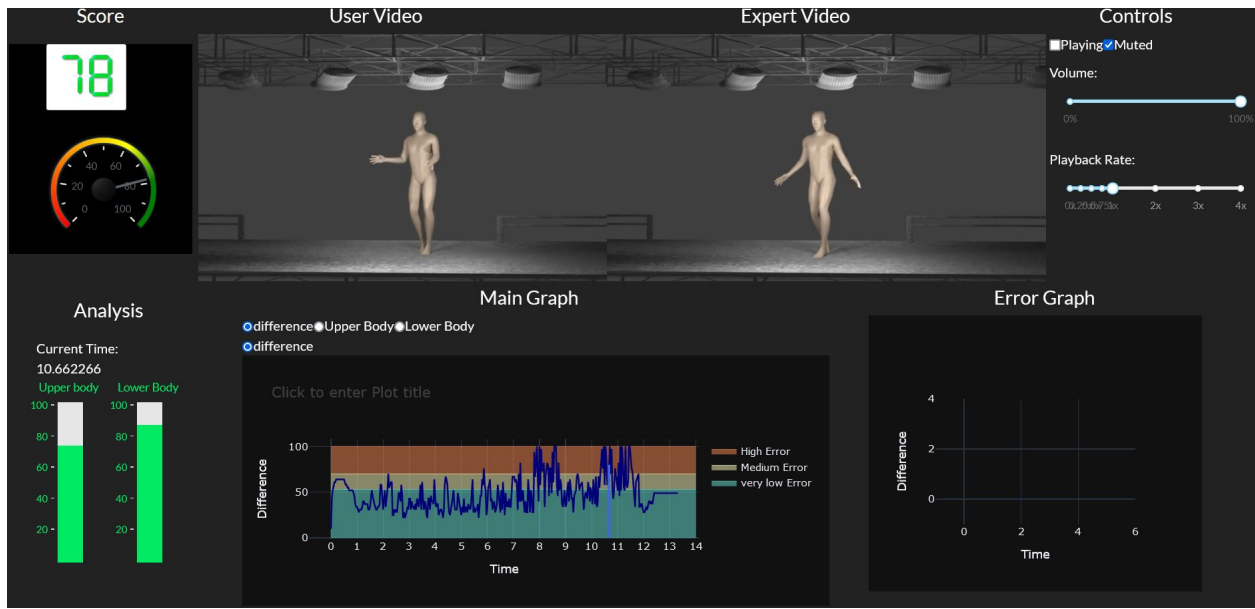 Score
User Video
Expert Video
Controls
78
0
20
40
60
80
100
Playing Muted
Volume:
0% 100%
Playback Rate:
2x 3x 4x
Analysis
Current Time:
10.662266
Upper body Lower Body
100
80
60
40
20
100
80
60
40
20
Main Graph
difference Upper Body Lower Body
difference
Click to enter Plot title
100
50
0
Difference
0 1 2 3 4 5 6 7 8 9 10 11 12 13 14
Time
High Error
Medium Error
very low Error
Error Graph
4
2
0
Difference
0 2 4 6
Time